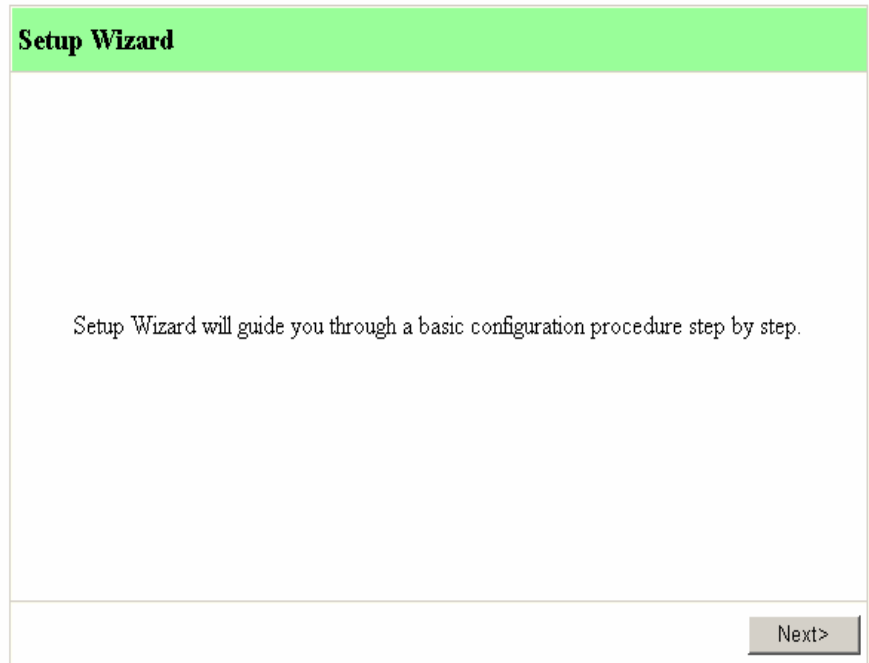 Setup Wizard
Setup Wizard will guide you through a basic configuration procedure step by step.
Next>